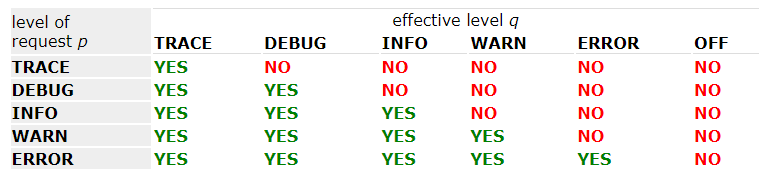 level of effective level q
request p TRACE DEBUG INFO WARN ERROR OFF
TRACE YES NO NO NO NO NO
DEBUG YES YES NO NO NO NO
INFO YES YES YES NO NO NO
WARN YES YES YES YES NO NO
ERROR YES YES YES YES YES NO